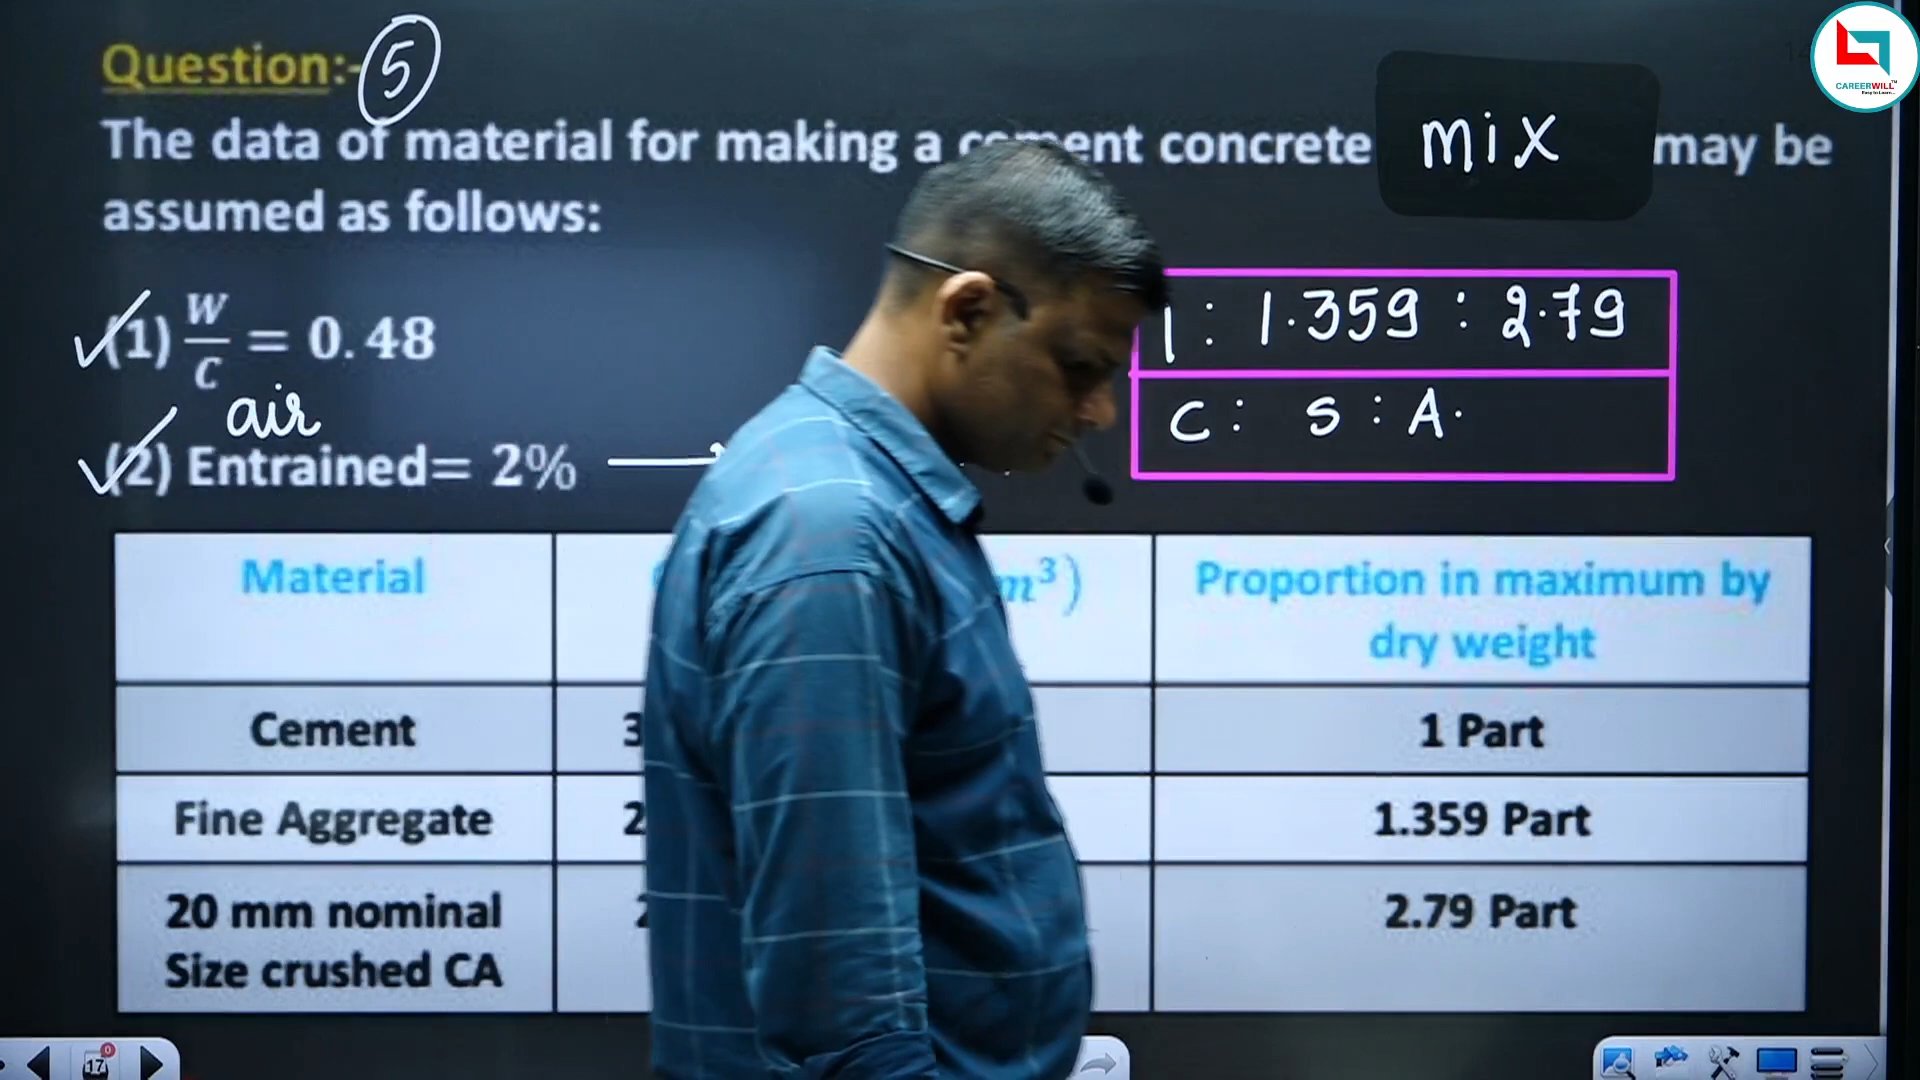 Question:- 5
The data of material for making a cement concrete mix may be
assumed as follows:
(1) W/C = 0.48
air
(2) Entrained= 2%
1 : 1.359 : 2.79
C : S : A.
Material
m³)
Proportion in maximum by
dry weight
Cement
1 Part
Fine Aggregate
1.359 Part
20 mm nominal
Size crushed CA
2.79 Part
CAREERWILL
17
0